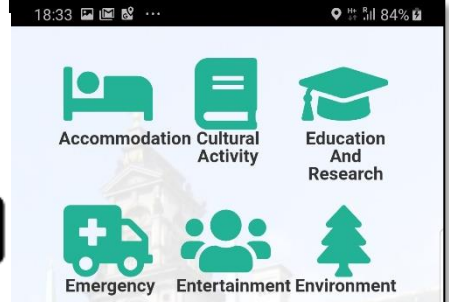 18:33 ... H+ R 84%
Accommodation Cultural Activity Education And Research
Emergency Entertainment Environment